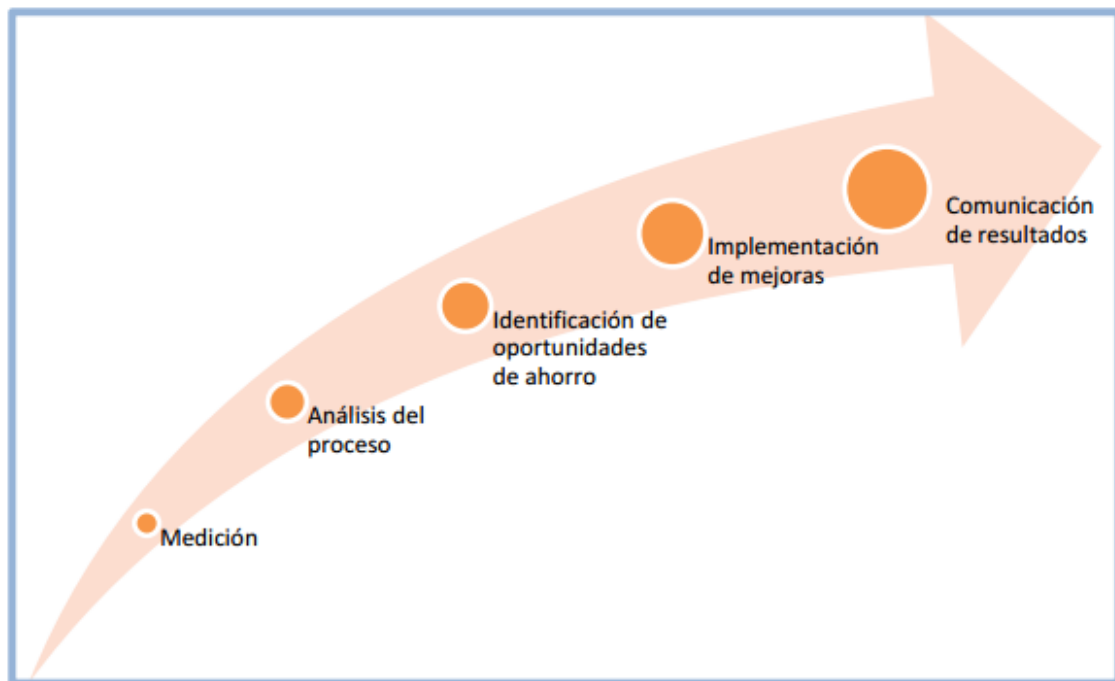 Comunicación
de resultados
Implementación
de mejoras
Identificación de
oportunidades
de ahorro
Análisis del
proceso
Medición